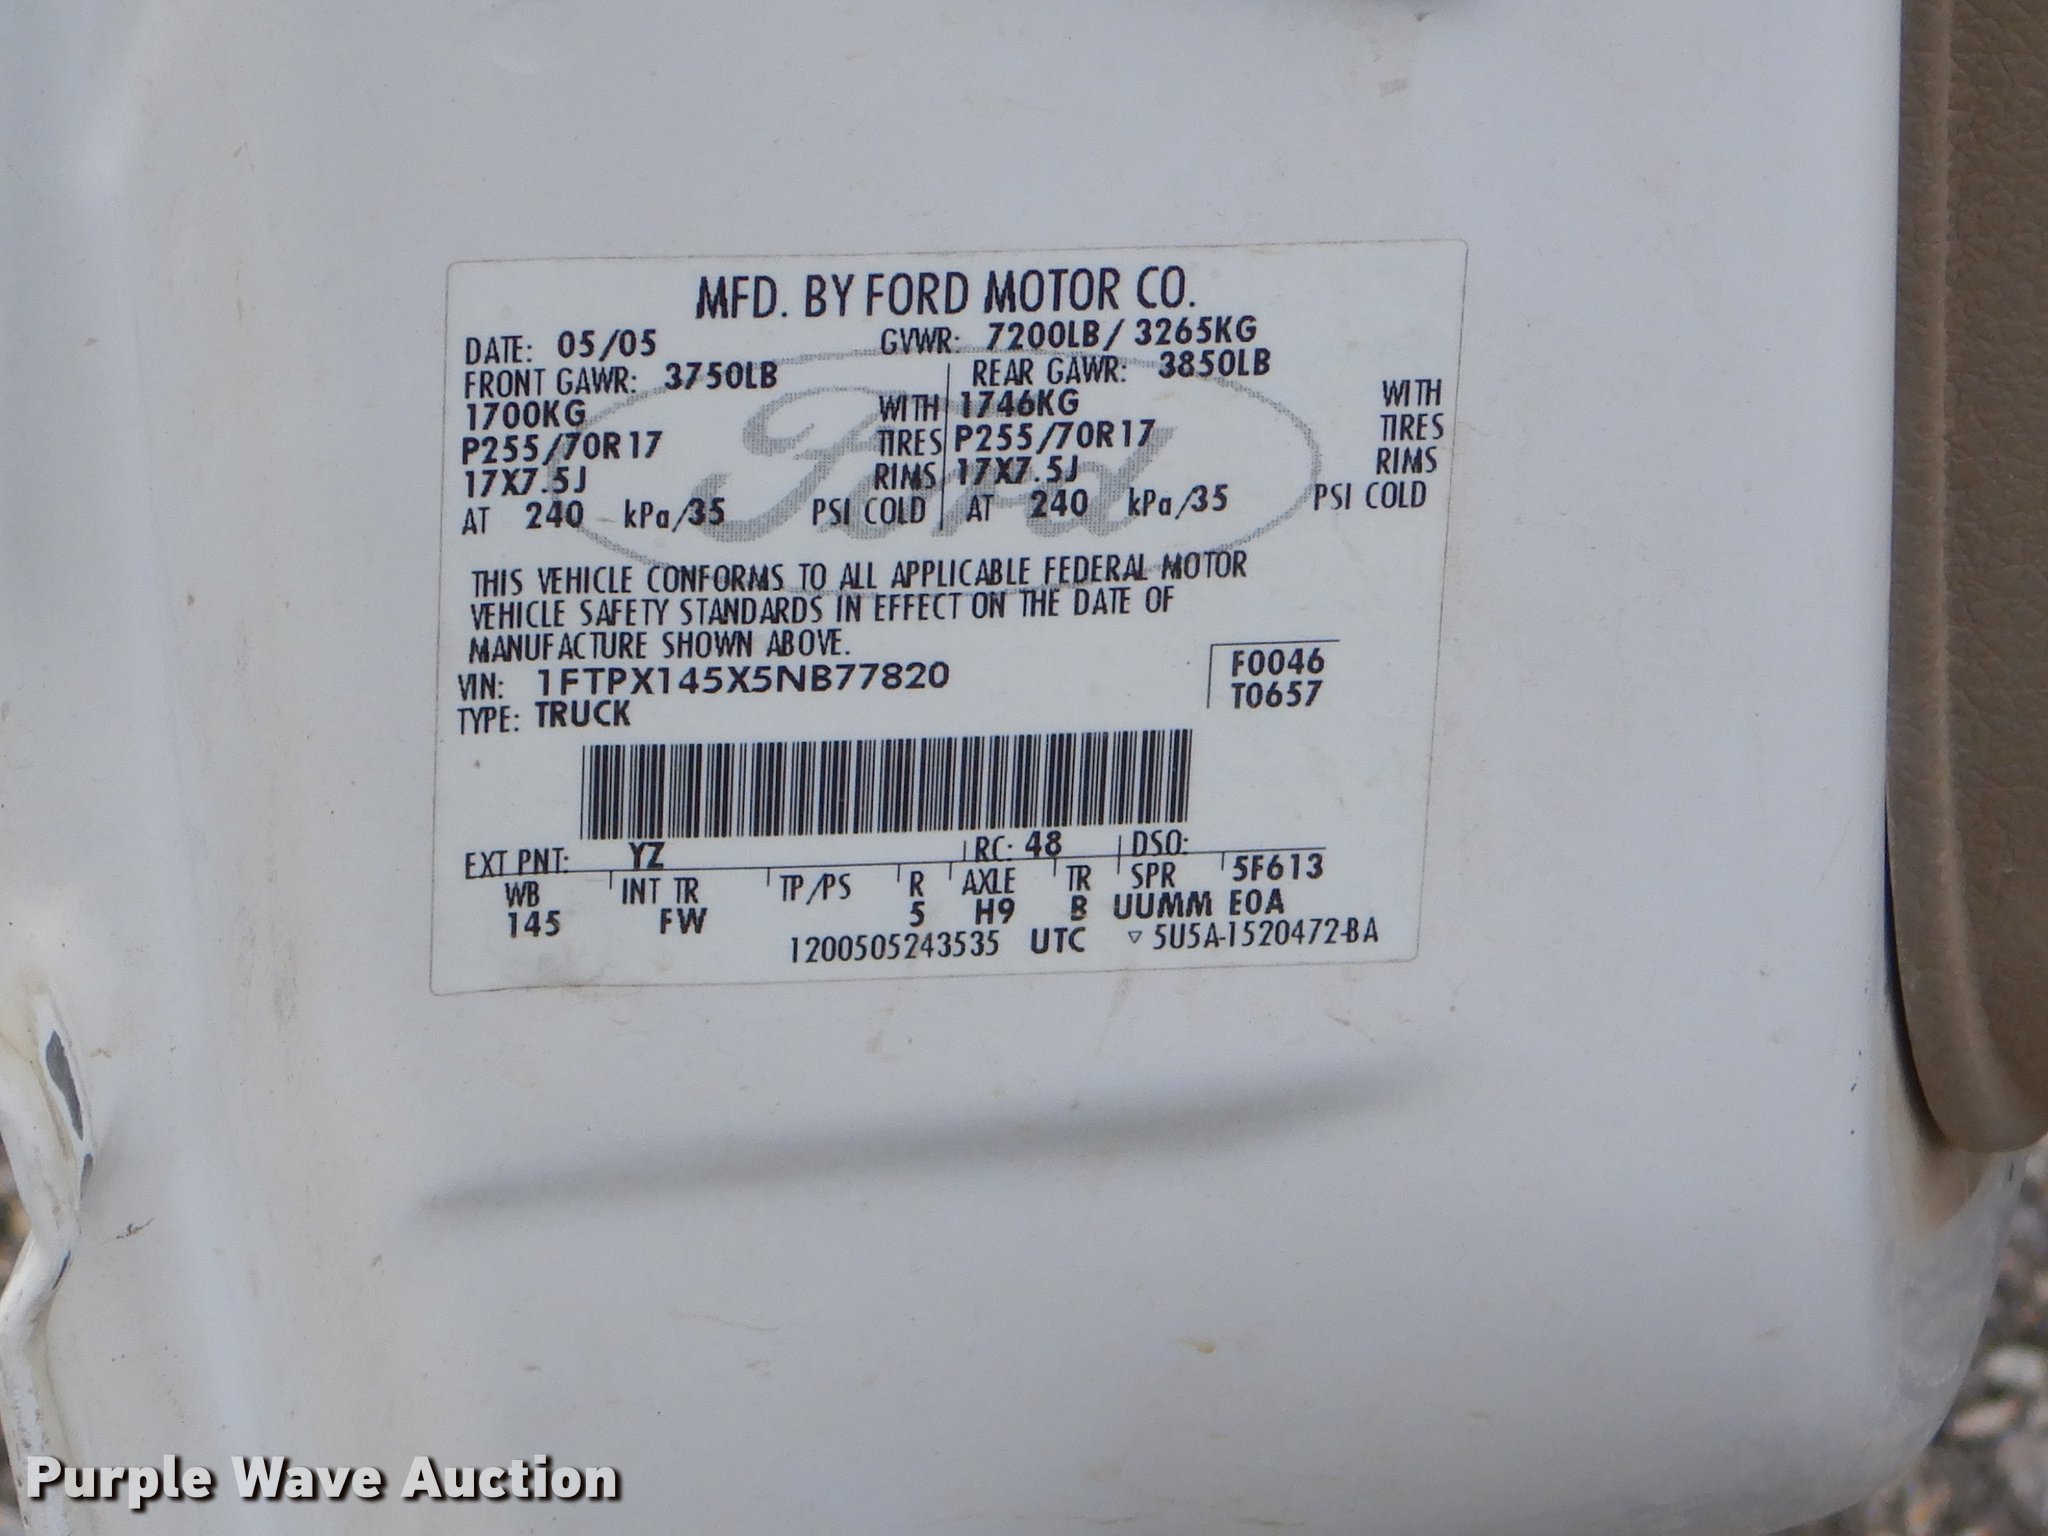 MFD. BY FORD MOTOR CO.
DATE: 05/05 GVWR: 7200LB/ 3265KG
FRONT GAWR: 3750LB REAR GAWR: 3850LB
1700KG WITH 1746KG WITH
P255/70R17 TIRES P255/70R17 TIRES
17X7.5J RIMS 17X7.5J RIMS
AT 240 kPa/35 PSI COLD AT 240 kPa/35 PSI COLD
Ford
THIS VEHICLE CONFORMS TO ALL APPLICABLE FEDERAL MOTOR
VEHICLE SAFETY STANDARDS IN EFFECT ON THE DATE OF
MANUFACTURE SHOWN ABOVE.
VIN: 1FTPX145X5NB77820 F0046
TYPE: TRUCK T0657
EXT PNT: YZ RC: 48 DSO:
WB INT TR TP/PS R AXLE TR SPR 5F613
145 FW 5 H9 B UUMM E0A
1200505243535 UTC ▽ 5U5A-1520472-BA
Purple Wave Auction